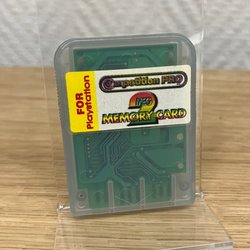 FOR
Playstation
Competition PRO
2
MEMORY CARD